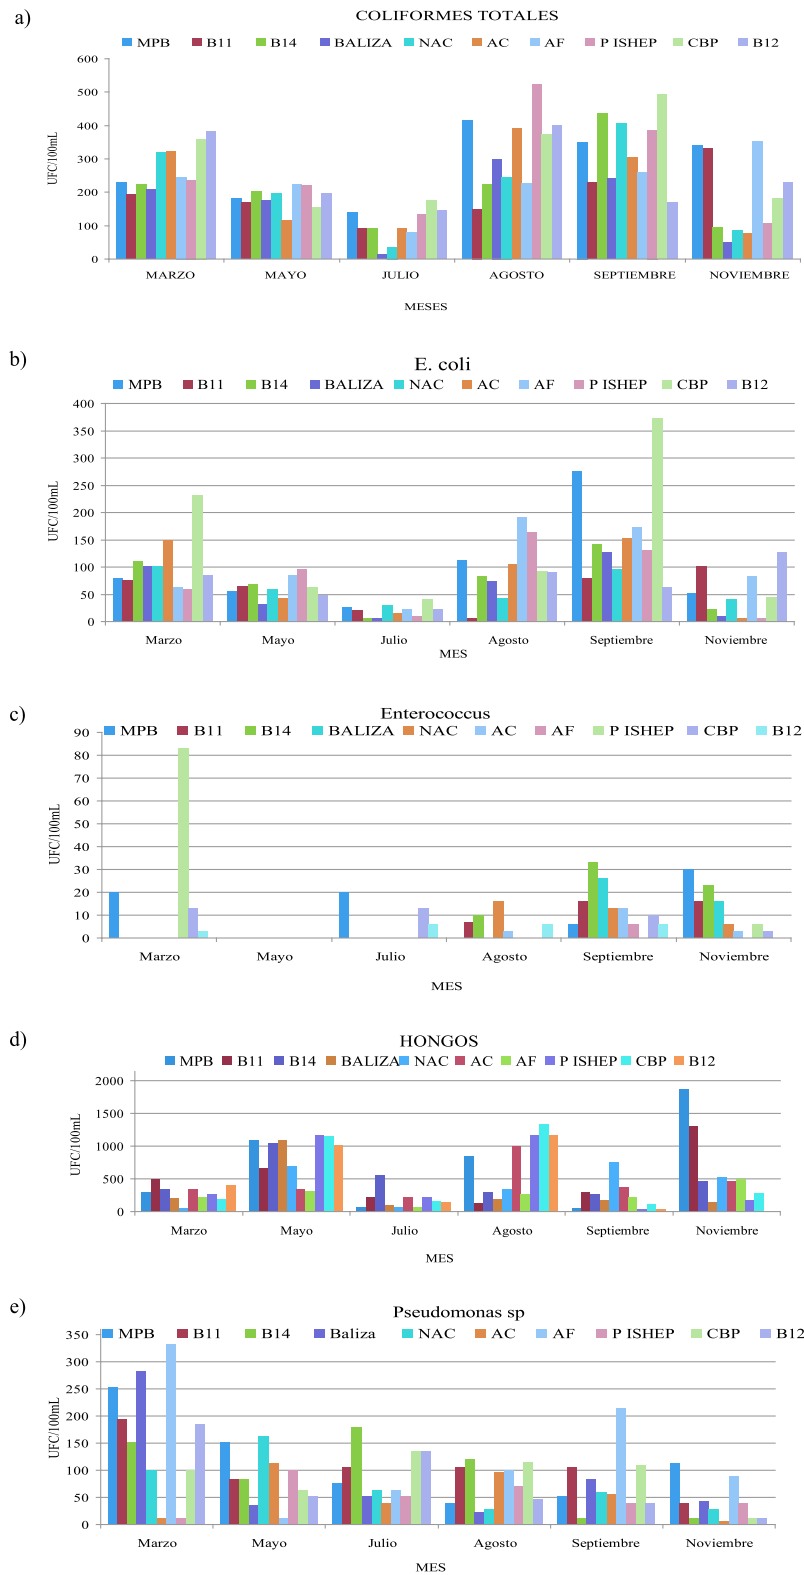 a)
COLIFORMES TOTALES
MPB B11 B14 BALIZA NAC AC AF P ISHEP CBP B12
600
500
400
300
200
100
0
UFC/100mL
MARZO MAYO JULIO AGOSTO SEPTIEMBRE NOVIEMBRE
MESES
b)
E. coli
MPB B11 B14 BALIZA NAC AC AF P ISHEP CBP B12
400
350
300
250
200
150
100
50
0
UFC/100mL
Marzo Mayo Julio Agosto Septiembre Noviembre
MES
c)
Enterococcus
MPB B11 B14 BALIZA NAC AC AF P ISHEP CBP B12
90
80
70
60
50
40
30
20
10
0
UFC/100mL
Marzo Mayo Julio Agosto Septiembre Noviembre
MES
d)
HONGOS
MPB B11 B14 BALIZA NAC AC AF P ISHEP CBP B12
2000
1500
1000
500
0
UFC/100mL
Marzo Mayo Julio Agosto Septiembre Noviembre
MES
e)
Pseudomonas sp
MPB B11 B14 Baliza NAC AC AF P ISHEP CBP B12
350
300
250
200
150
100
50
0
UFC/100mL
Marzo Mayo Julio Agosto Septiembre Noviembre
MES